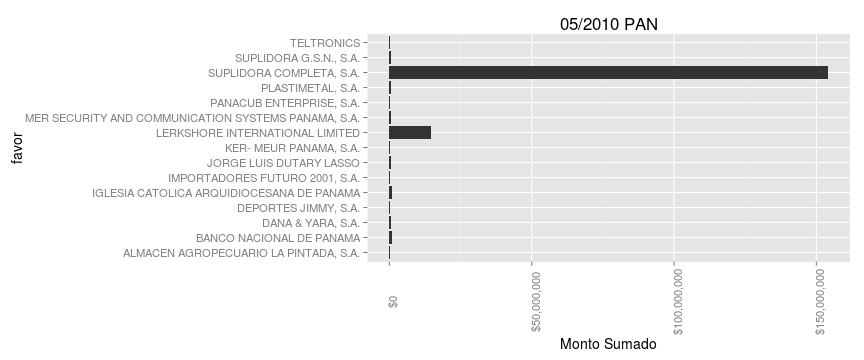 05/2010 PAN
favor
TELTRONICS
SUPLIDORA G.S.N., S.A.
SUPLIDORA COMPLETA, S.A.
PLASTIMETAL, S.A.
PANACUB ENTERPRISE, S.A.
MER SECURITY AND COMMUNICATION SYSTEMS PANAMA, S.A.
LERKSHORE INTERNATIONAL LIMITED
KER- MEUR PANAMA, S.A.
JORGE LUIS DUTARY LASSO
IMPORTADORES FUTURO 2001, S.A.
IGLESIA CATOLICA ARQUIDIOCESANA DE PANAMA
DEPORTES JIMMY, S.A.
DANA & YARA, S.A.
BANCO NACIONAL DE PANAMA
ALMACEN AGROPECUARIO LA PINTADA, S.A.
$0
$50,000,000
$100,000,000
$150,000,000
Monto Sumado